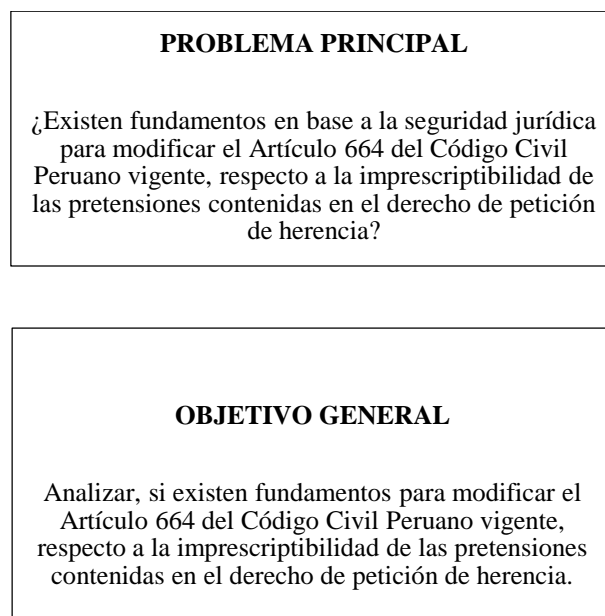 PROBLEMA PRINCIPAL
¿Existen fundamentos en base a la seguridad jurídica
para modificar el Artículo 664 del Código Civil
Peruano vigente, respecto a la imprescriptibilidad de
las pretensiones contenidas en el derecho de petición
de herencia?
OBJETIVO GENERAL
Analizar, si existen fundamentos para modificar el
Artículo 664 del Código Civil Peruano vigente,
respecto a la imprescriptibilidad de las pretensiones
contenidas en el derecho de petición de herencia.